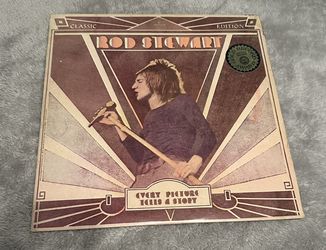 CLASSIC EDITION
ROD STEWART
EVERY PICTURE
TELLS A STORY